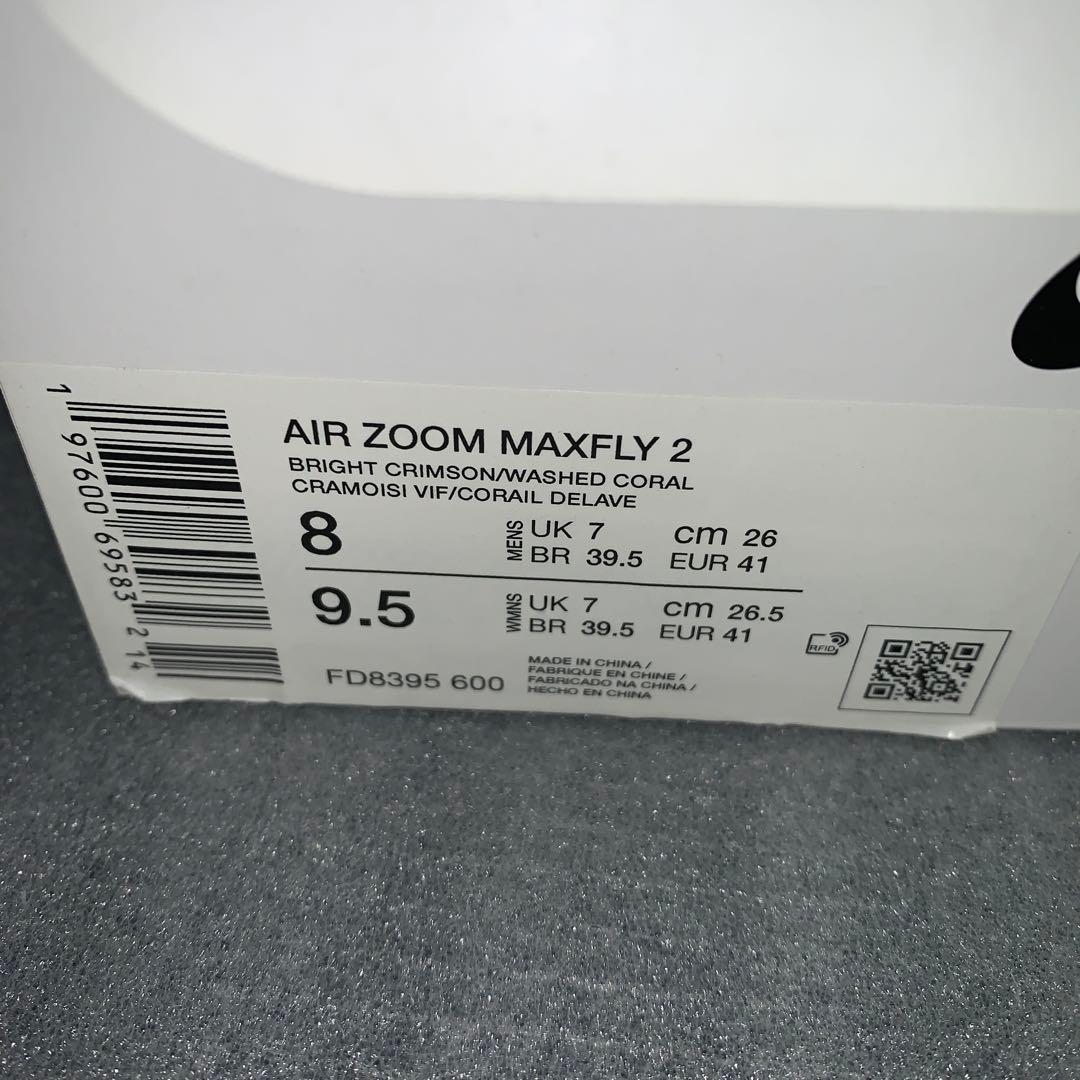 1 97600 69583 2 14
AIR ZOOM MAXFLY 2
BRIGHT CRIMSON/WASHED CORAL
CRAMOISI VIF/CORAIL DELAVE
8 MENS UK 7 cm 26
BR 39.5 EUR 41
9.5 WMNS UK 7 cm 26.5
BR 39.5 EUR 41
RFID
FD8395 600
MADE IN CHINA /
FABRIQUE EN CHINE /
FABRICADO NA CHINA /
HECHO EN CHINA